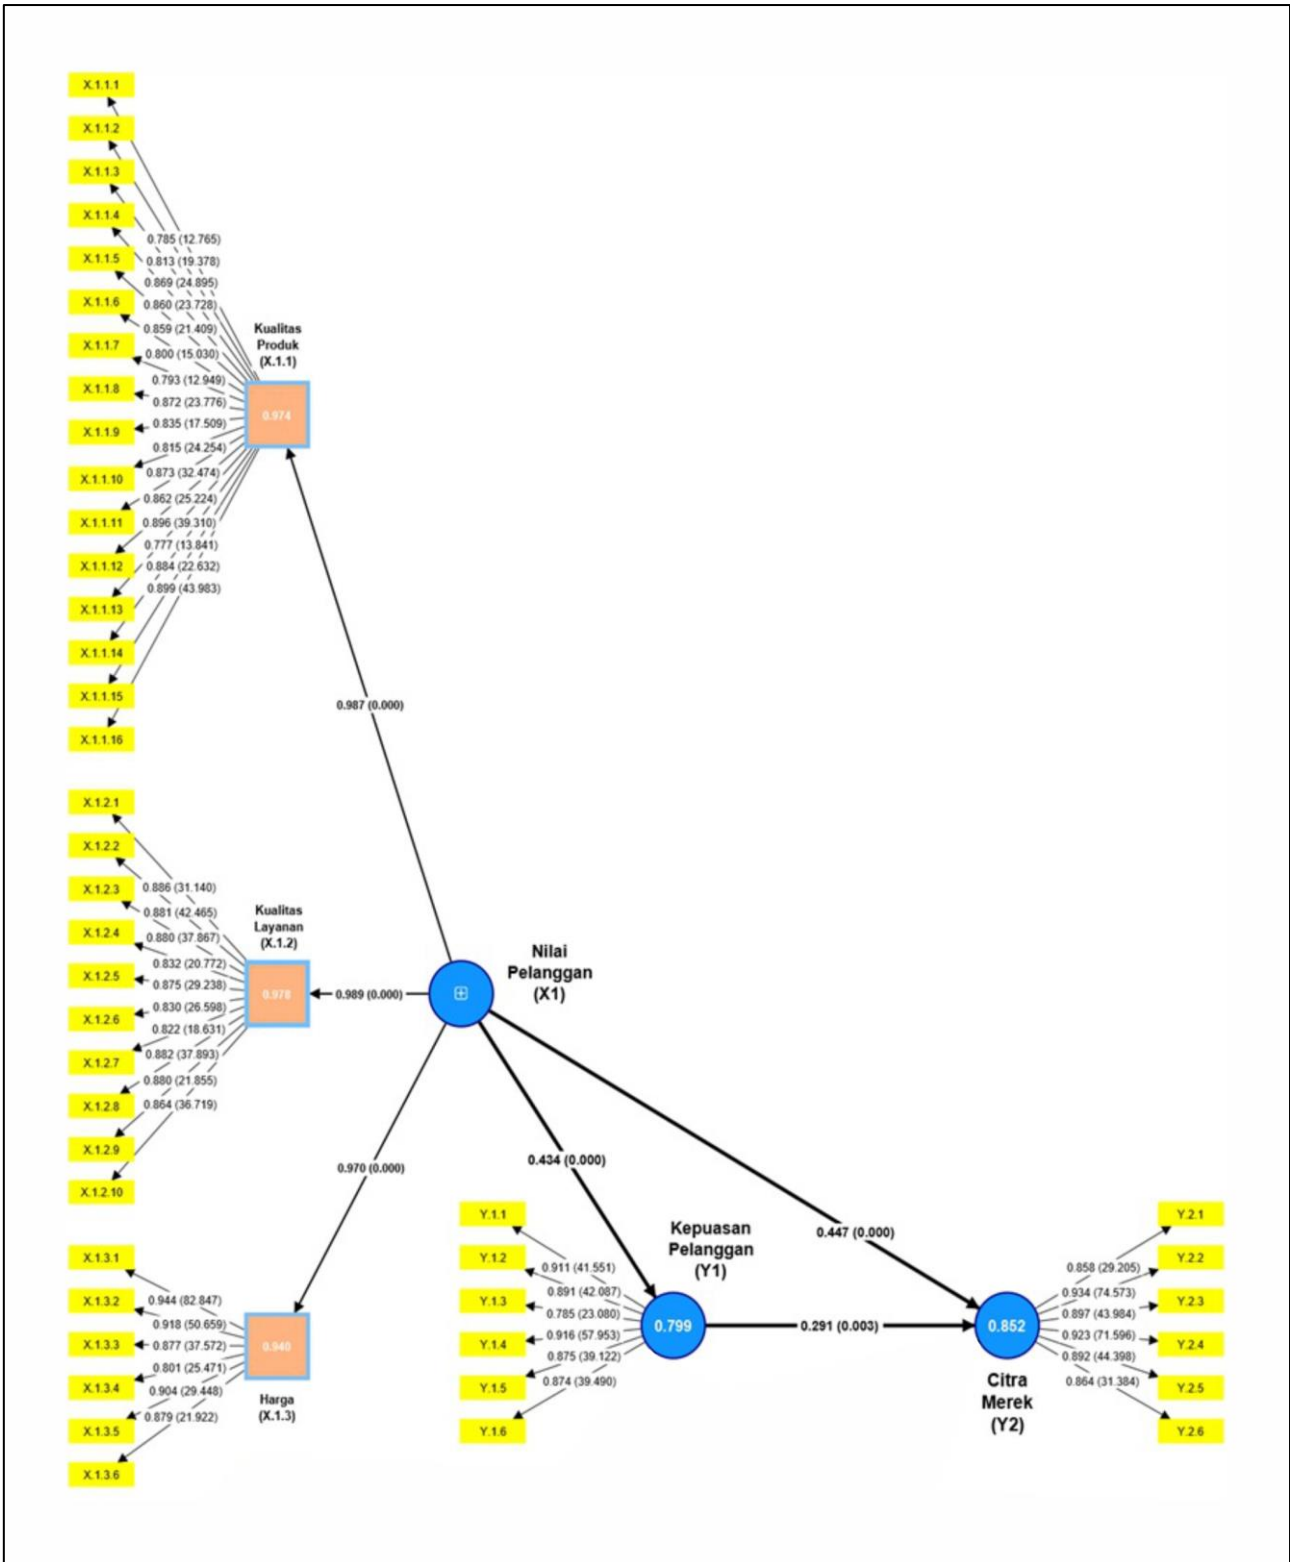 X.1.1.1
X.1.1.2
X.1.1.3
X.1.1.4
X.1.1.5
X.1.1.6
X.1.1.7
X.1.1.8
X.1.1.9
X.1.1.10
X.1.1.11
X.1.1.12
X.1.1.13
X.1.1.14
X.1.1.15
X.1.1.16
0.785 (12.765)
0.813 (19.378)
0.869 (24.895)
0.860 (23.728)
0.859 (21.409)
0.800 (15.030)
0.793 (12.949)
0.872 (23.776)
0.835 (17.509)
0.815 (24.254)
0.873 (32.474)
0.862 (25.224)
0.896 (39.310)
0.777 (13.841)
0.884 (22.632)
0.899 (43.983)
Kualitas
Produk
(X.1.1)
0.974
0.987 (0.000)
X.1.2.1
X.1.2.2
X.1.2.3
X.1.2.4
X.1.2.5
X.1.2.6
X.1.2.7
X.1.2.8
X.1.2.9
X.1.2.10
0.886 (31.140)
0.881 (42.465)
0.880 (37.867)
0.832 (20.772)
0.875 (29.238)
0.830 (26.598)
0.822 (18.631)
0.882 (37.893)
0.880 (21.855)
0.864 (36.719)
Kualitas
Layanan
(X.1.2)
0.978
0.989 (0.000)
Nilai
Pelanggan
(X1)
0.970 (0.000)
0.434 (0.000)
0.447 (0.000)
X.1.3.1
X.1.3.2
X.1.3.3
X.1.3.4
X.1.3.5
X.1.3.6
0.944 (82.847)
0.918 (50.659)
0.877 (37.572)
0.801 (25.471)
0.904 (29.448)
0.879 (21.922)
0.940
Harga
(X.1.3)
Y.1.1
Y.1.2
Y.1.3
Y.1.4
Y.1.5
Y.1.6
0.911 (41.551)
0.891 (42.087)
0.785 (23.080)
0.916 (57.953)
0.875 (39.122)
0.874 (39.490)
Kepuasan
Pelanggan
(Y1)
0.799
0.291 (0.003)
0.852
Citra
Merek
(Y2)
0.858 (29.205)
0.934 (74.573)
0.897 (43.984)
0.923 (71.596)
0.892 (44.398)
0.864 (31.384)
Y.2.1
Y.2.2
Y.2.3
Y.2.4
Y.2.5
Y.2.6